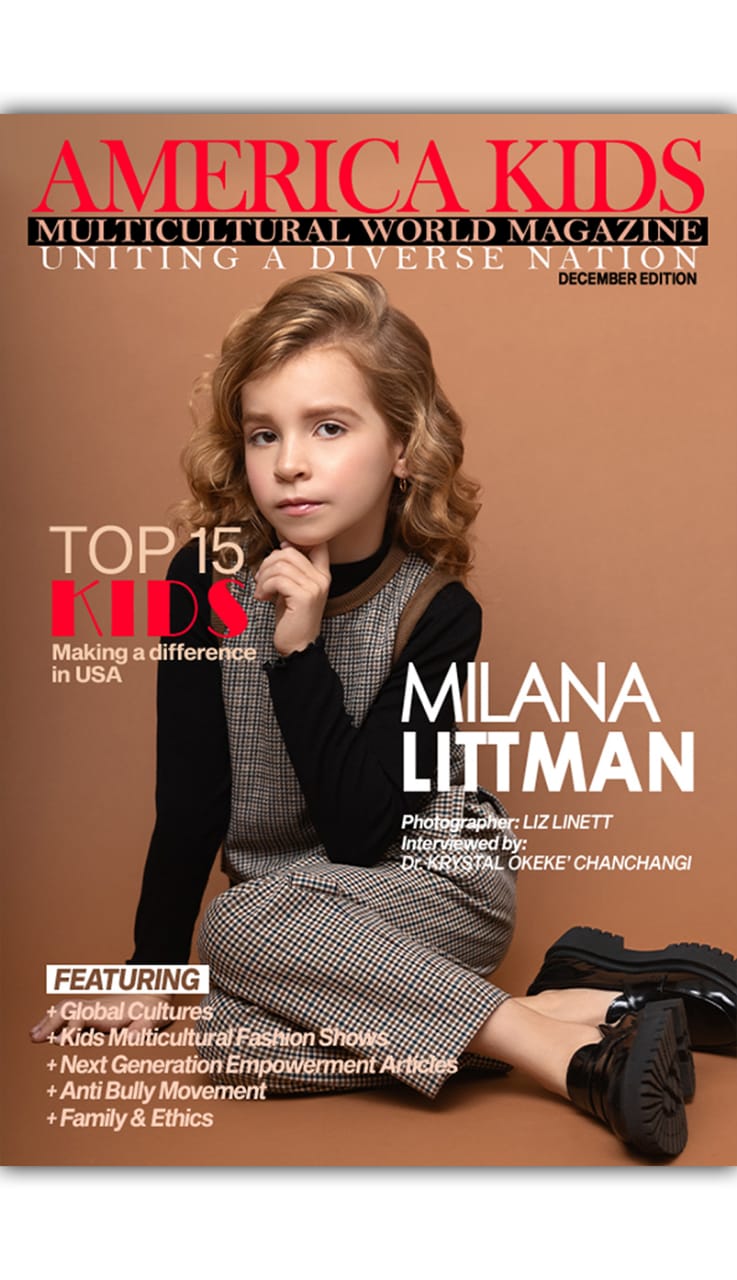 AMERICA KIDS
MULTICULTURAL WORLD MAGAZINE
UNITING A DIVERSE NATION
DECEMBER EDITION
TOP 15
KIDS
Making a difference
in USA
MILANA
LITTMAN
Photographer: LIZ LINETT
Interviewed by:
Dr. KRYSTAL OKEKE' CHANCHANGI
FEATURING
+ Global Cultures
+ Kids Multicultural Fashion Shows
+ Next Generation Empowerment Articles
+ Anti Bully Movement
+ Family & Ethics